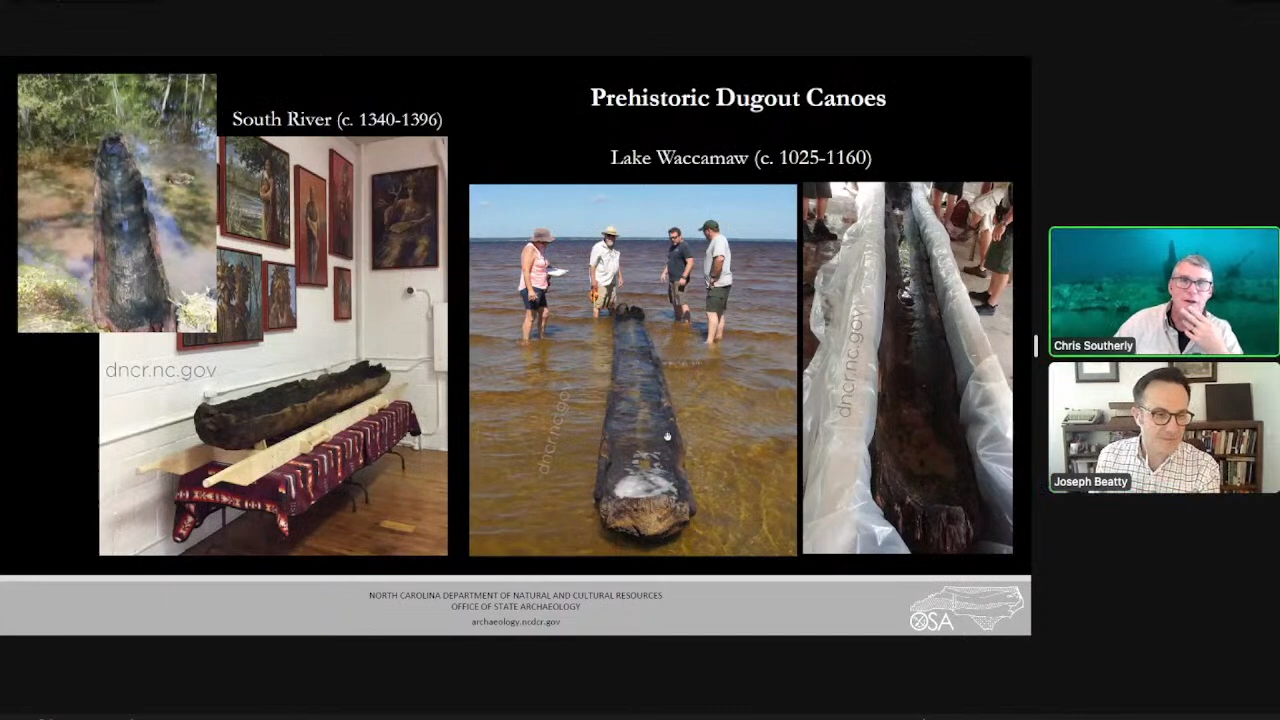 Prehistoric Dugout Canoes
South River (c. 1340-1396)
Lake Waccamaw (c. 1025-1160)
dncr.nc.gov
dncr.nc.gov
dncr.nc.gov
Chris Southerly
Joseph Beatty
NORTH CAROLINA DEPARTMENT OF NATURAL AND CULTURAL RESOURCES
OFFICE OF STATE ARCHAEOLOGY
archaeology.ncdcr.gov
OSA